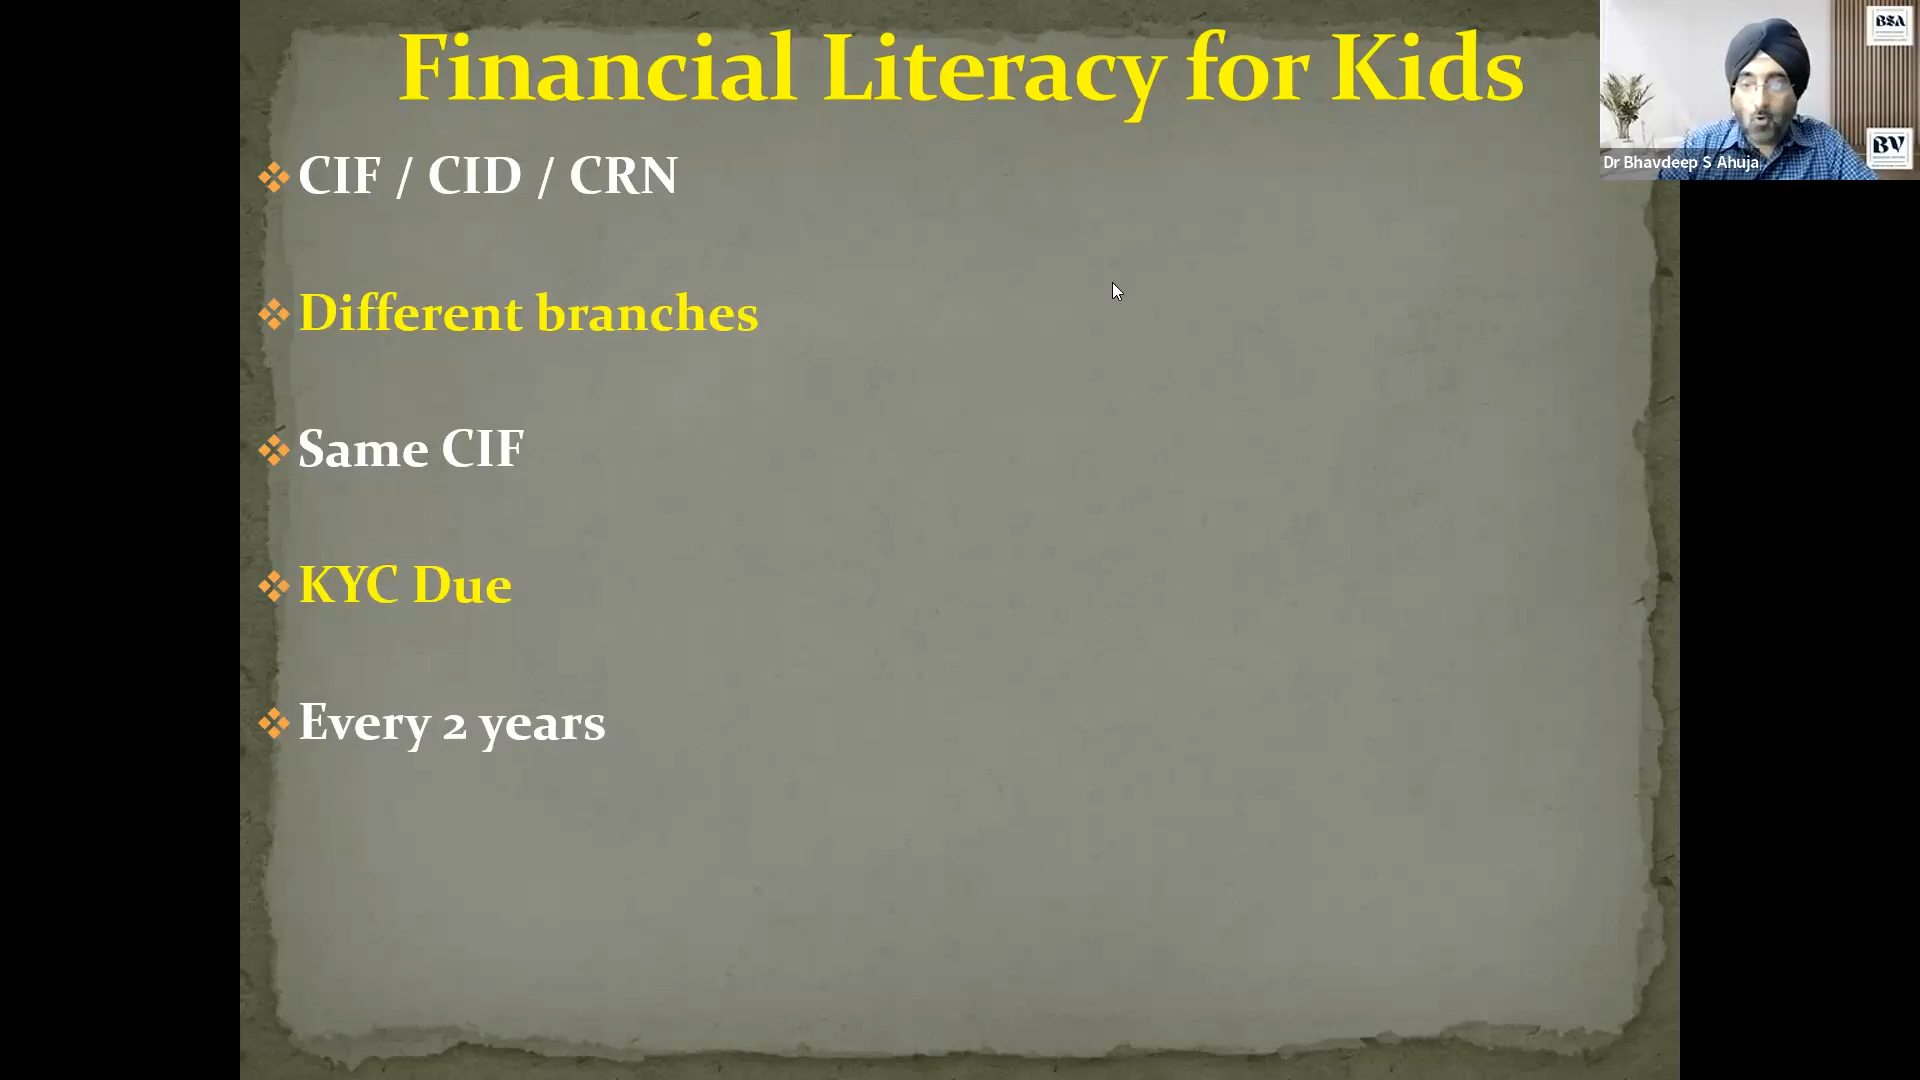 Financial Literacy for Kids
CIF / CID / CRN
Different branches
Same CIF
KYC Due
Every 2 years
BSA
BV
Dr Bhavdeep S Ahuja